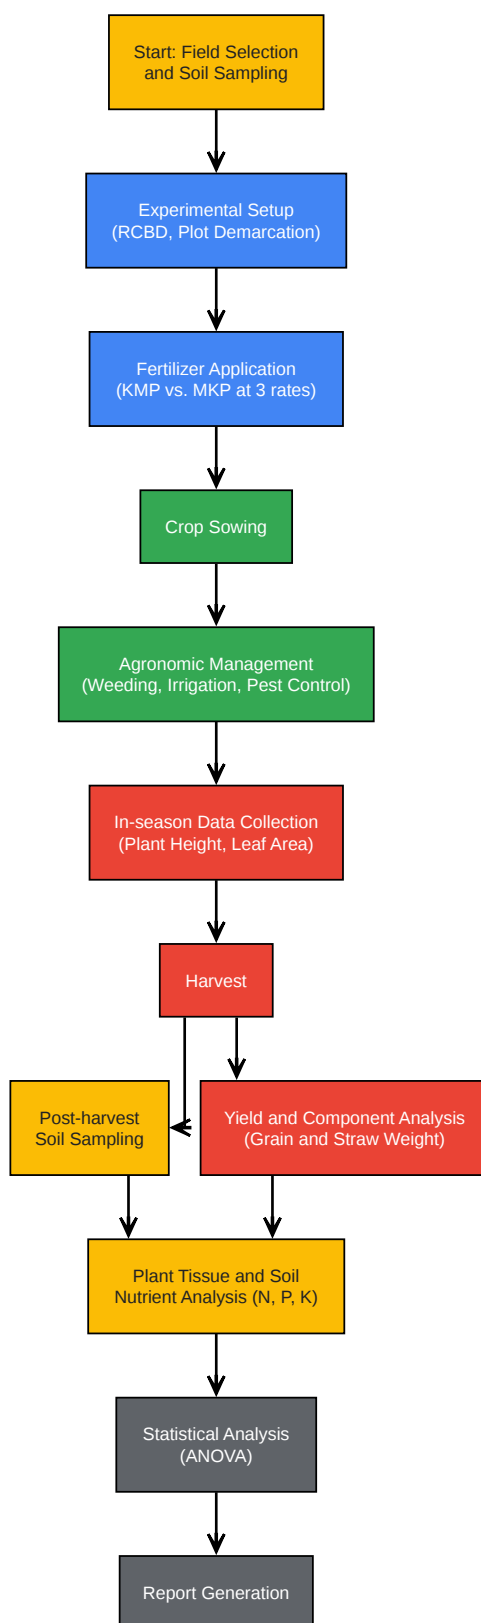 Start: Field Selection
and Soil Sampling
Experimental Setup
(RCBD, Plot Demarcation)
Fertilizer Application
(KMP vs. MKP at 3 rates)
Crop Sowing
Agronomic Management
(Weeding, Irrigation, Pest Control)
In-season Data Collection
(Plant Height, Leaf Area)
Harvest
Post-harvest
Soil Sampling
Yield and Component Analysis
(Grain and Straw Weight)
Plant Tissue and Soil
Nutrient Analysis (N, P, K)
Statistical Analysis
(ANOVA)
Report Generation